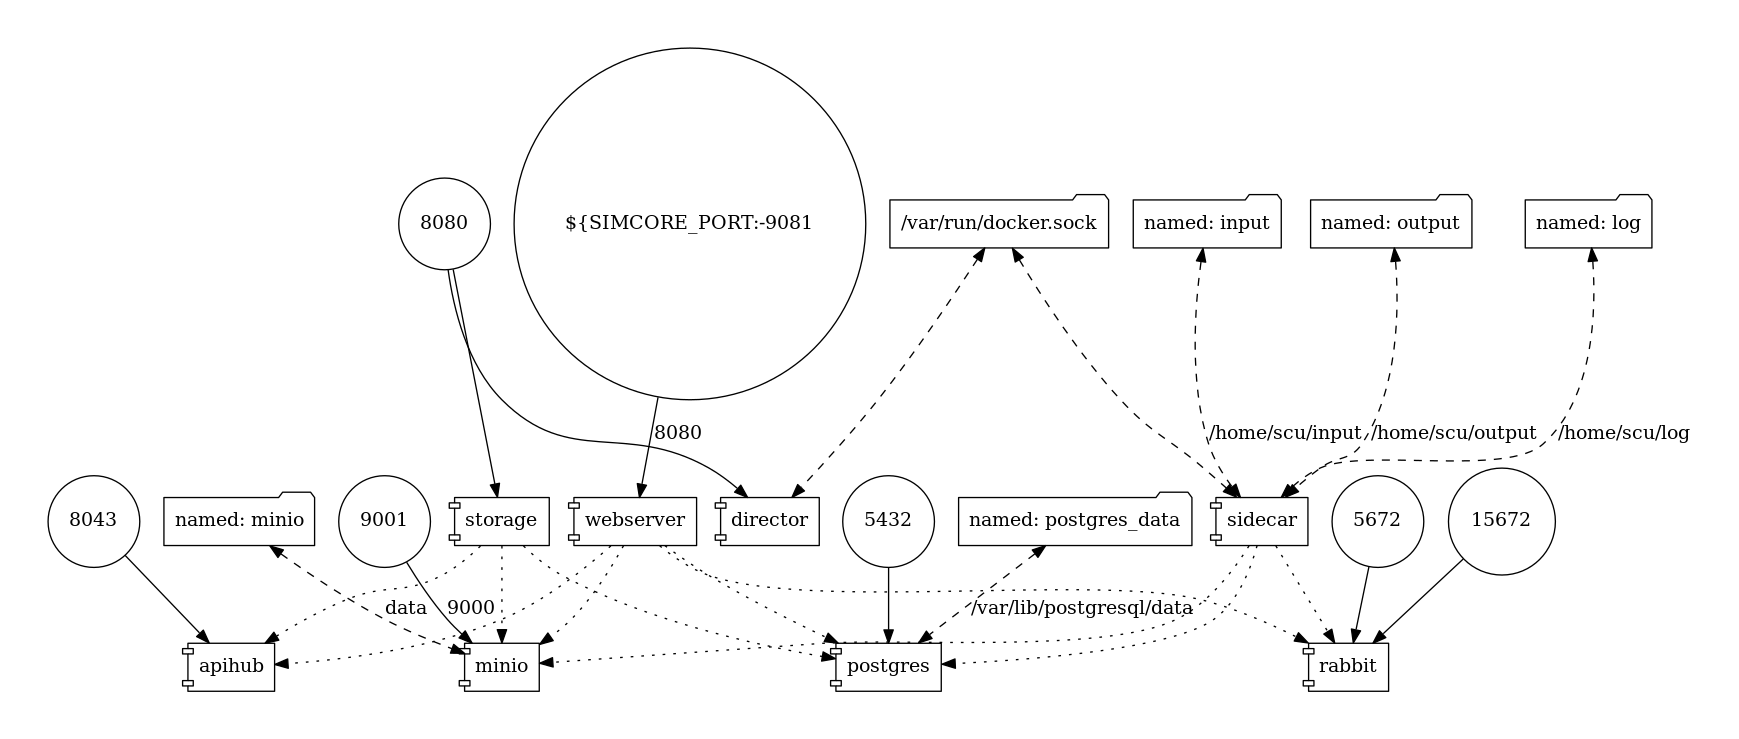 8080
${SIMCORE_PORT:-9081
/var/run/docker.sock
named: input
named: output
named: log
8080
/home/scu/input
/home/scu/output
/home/scu/log
8043
named: minio
9001
storage
webserver
director
5432
named: postgres_data
sidecar
5672
15672
data
9000
/var/lib/postgresql/data
apihub
minio
postgres
rabbit